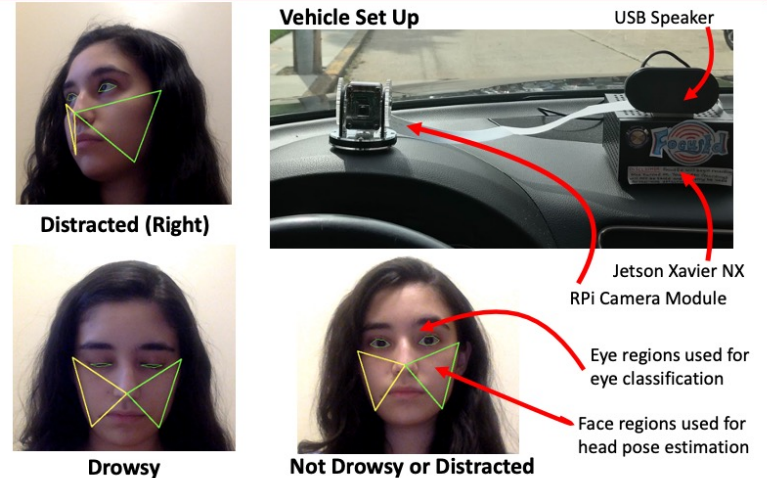 Vehicle Set Up
USB Speaker
Distracted (Right)
Jetson Xavier NX
RPi Camera Module
Eye regions used for
eye classification
Face regions used for
head pose estimation
Drowsy
Not Drowsy or Distracted